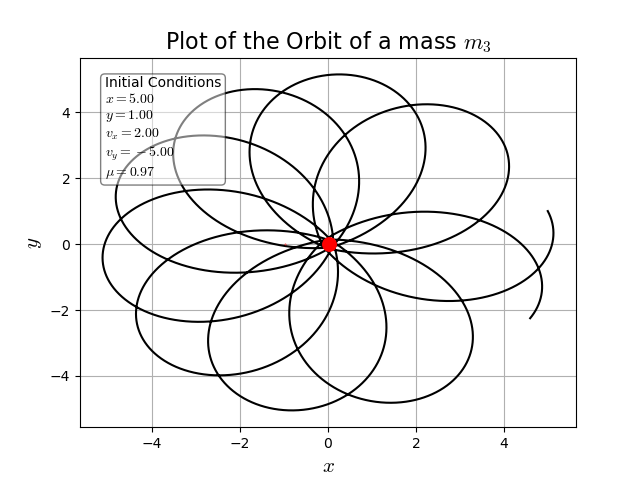 Plot of the Orbit of a mass m₃
Initial Conditions
x = 5.00
y = 1.00
vₓ = 2.00
v_y = −5.00
μ = 0.97
4
2
0
−2
−4
y
−4
−2
0
2
4
x